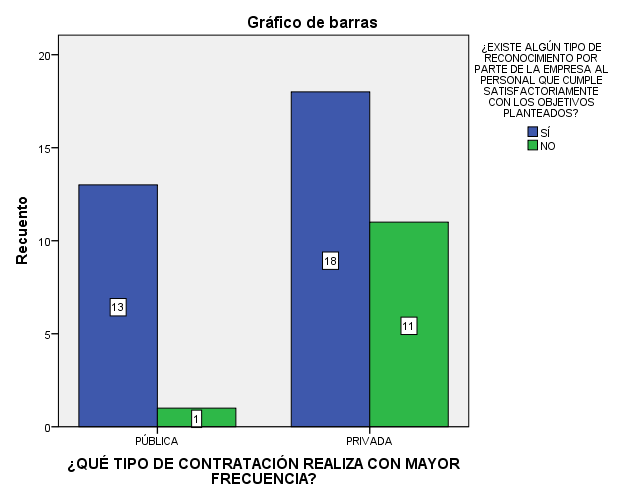 Gráfico de barras
¿EXISTE ALGÚN TIPO DE
RECONOCIMIENTO POR
PARTE DE LA EMPRESA AL
PERSONAL QUE CUMPLE
SATISFACTORIAMENTE
CON LOS OBJETIVOS
PLANTEADOS?
SÍ
NO
Recuento
20
15
10
5
0
13
1
18
11
PÚBLICA
PRIVADA
¿QUÉ TIPO DE CONTRATACIÓN REALIZA CON MAYOR
FRECUENCIA?